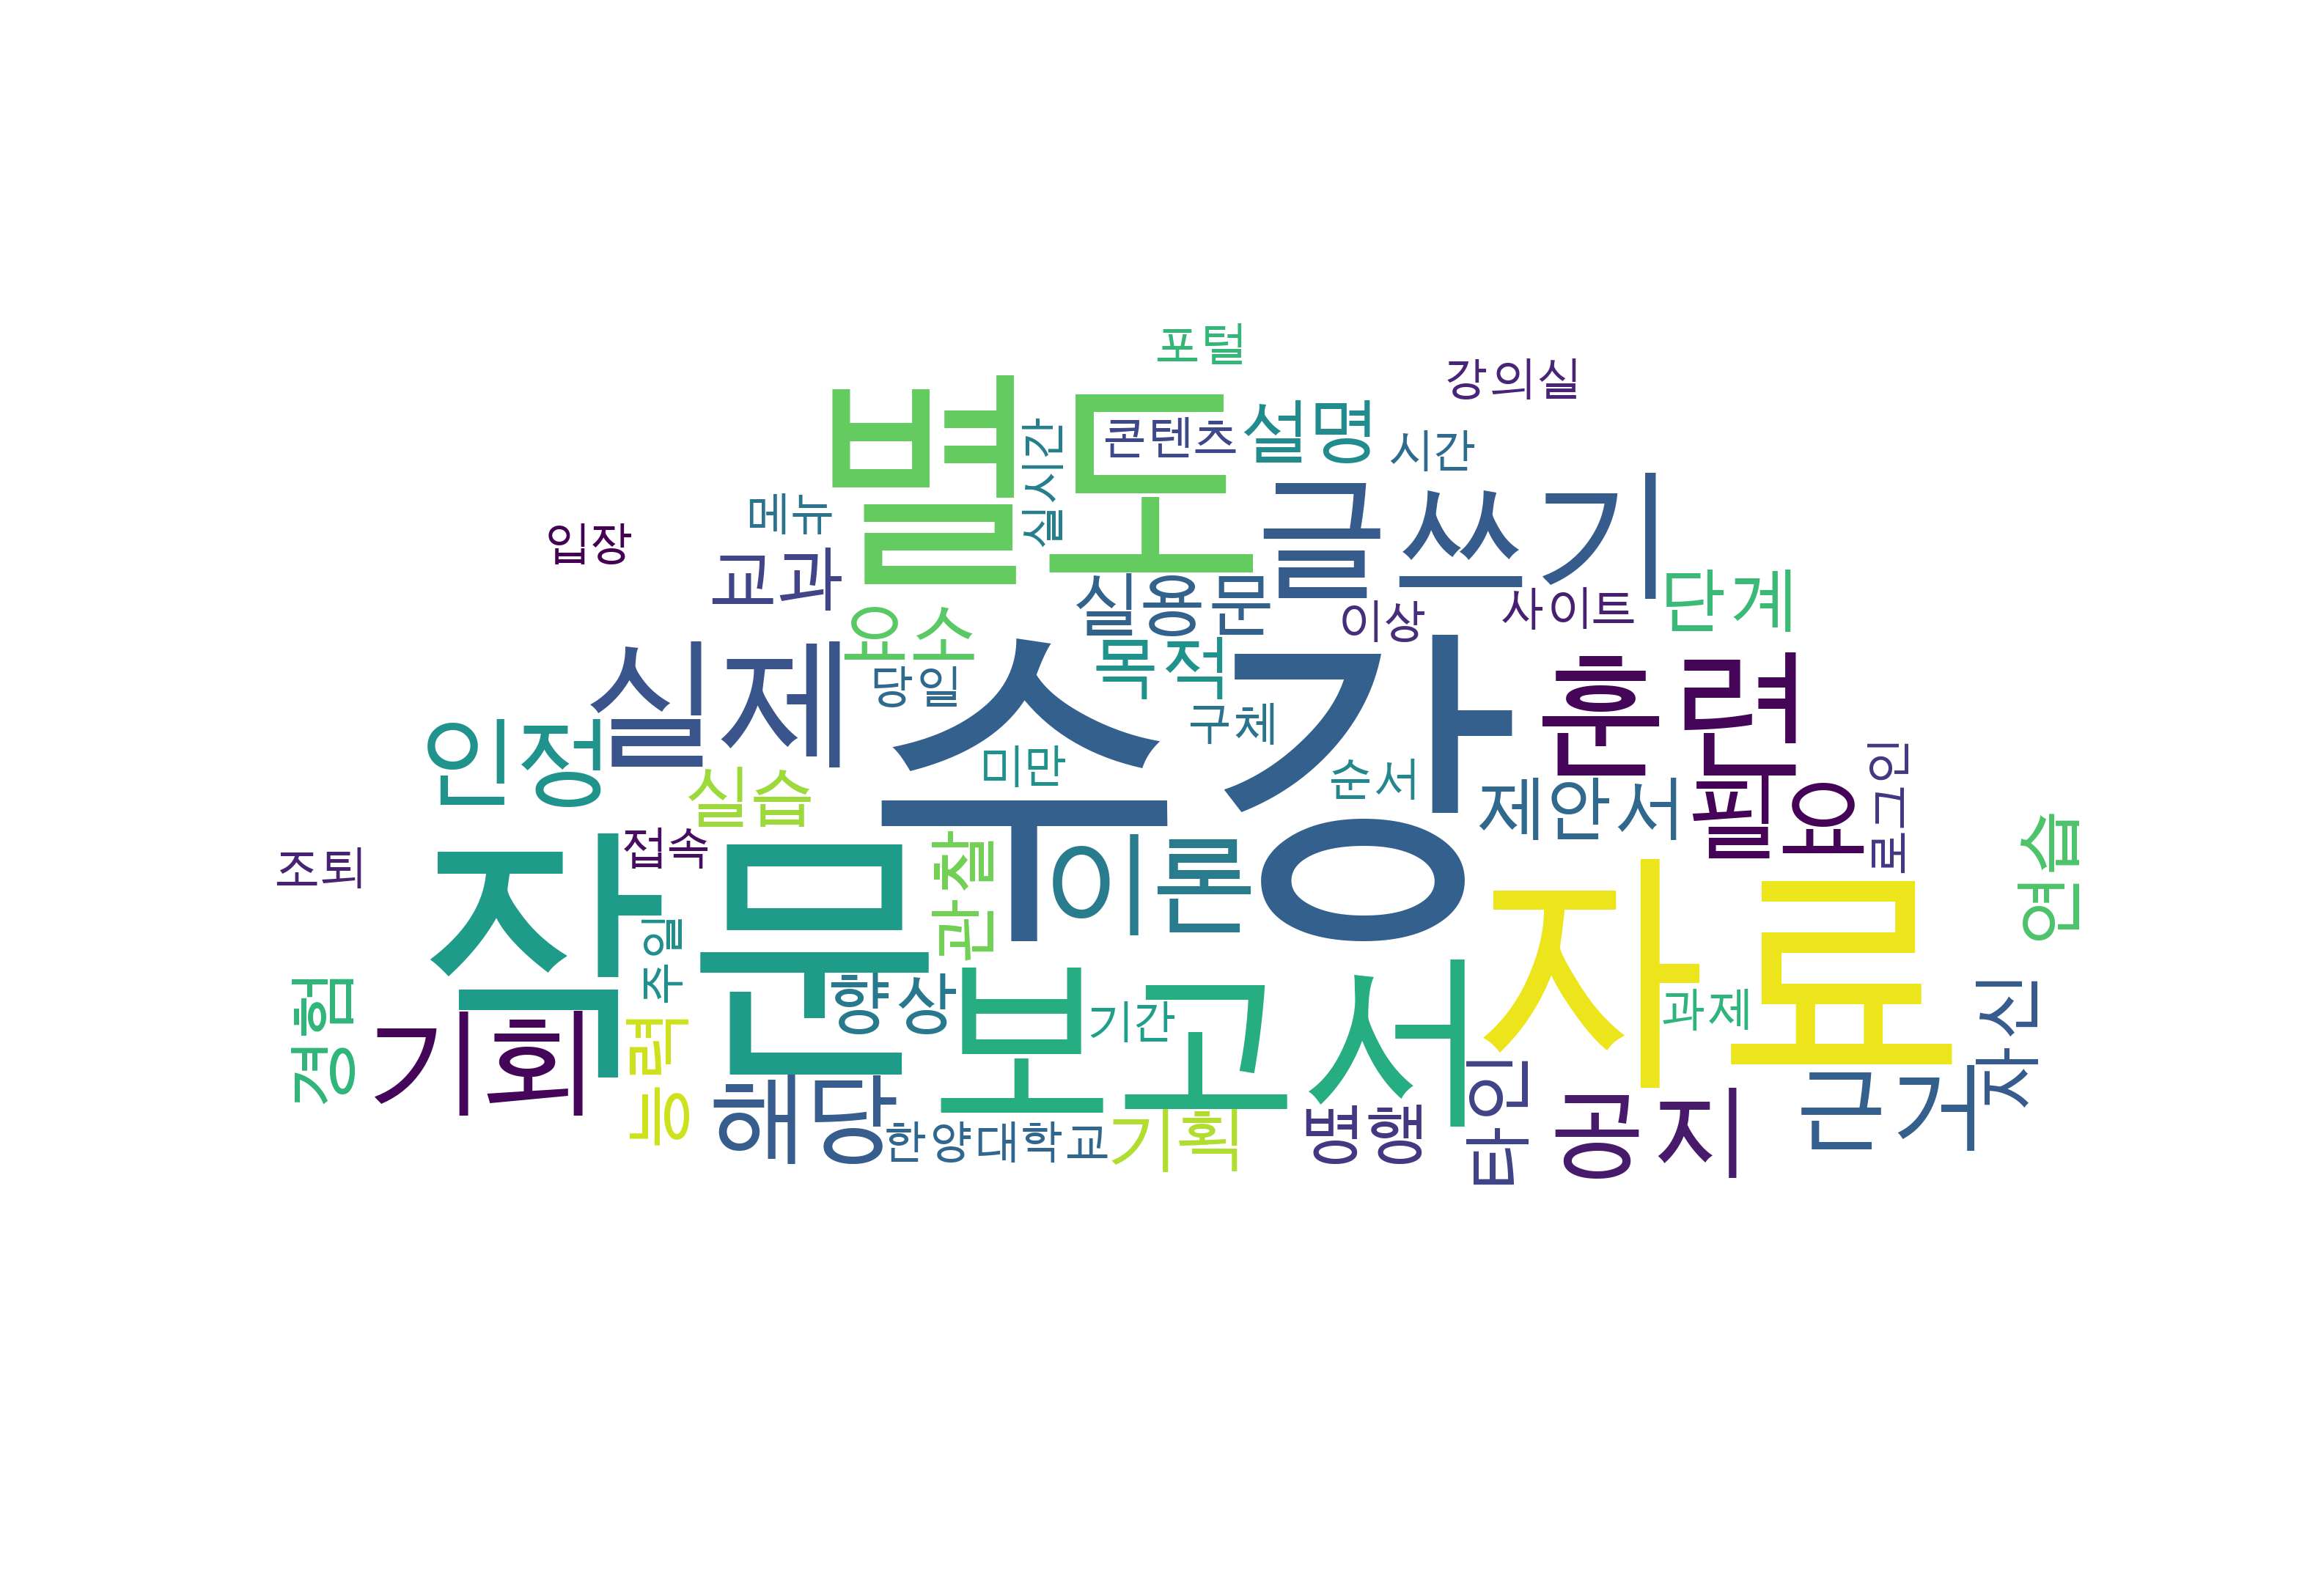 포털
강의실
별도
콘텐츠
설명
시간
실시간
글쓰기
메뉴
입장
교과
실용문
이상
사이트
단계
요소
실제
당일
목적
수강
훈련
구체
인정
미만
순서
로그인
실습
제안서
필요
접속
조퇴
작문
관찰
이론
자료
연습
주일
향상
보고서
기간
과제
경험
기회
능력
자신
해당
한양대학교
기획
병행
타인
공지
근거